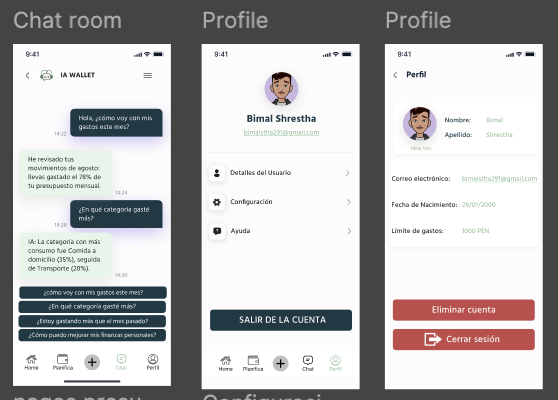 Chat room
9:41
IA WALLET
Hola, ¿cómo voy con mis
gastos este mes?
14:22
He revisado tus
movimientos de agosto:
llevas gastado el 78% de
tu presupuesto mensual.
14:24
¿En qué categoría gasté
más?
14:28
IA: La categoría con más
consumo fue Comida a
domicilio (35%), seguida
de Transporte (20%).
14:30
¿cómo voy con mis gastos este mes?
¿En qué categoría gasté más?
¿Estoy gastando más que el mes pasado?
¿Cómo puedo mejorar mis finanzas personales?
Home
Planifica
Chat
Perfil
Profile
9:41
Bimal Shrestha
bimalstha291@gmail.com
Detalles del Usuario
Configuración
Ayuda
SALIR DE LA CUENTA
Home
Planifica
Chat
Perfil
Profile
9:41
Perfil
Nombre: Bimal
Apellido: Shrestha
Correo electrónico: bimalstha291@gmail.com
Fecha de Nacimiento: 29/01/2000
Límite de gastos: 1000 PEN
Eliminar cuenta
Cerrar sesión